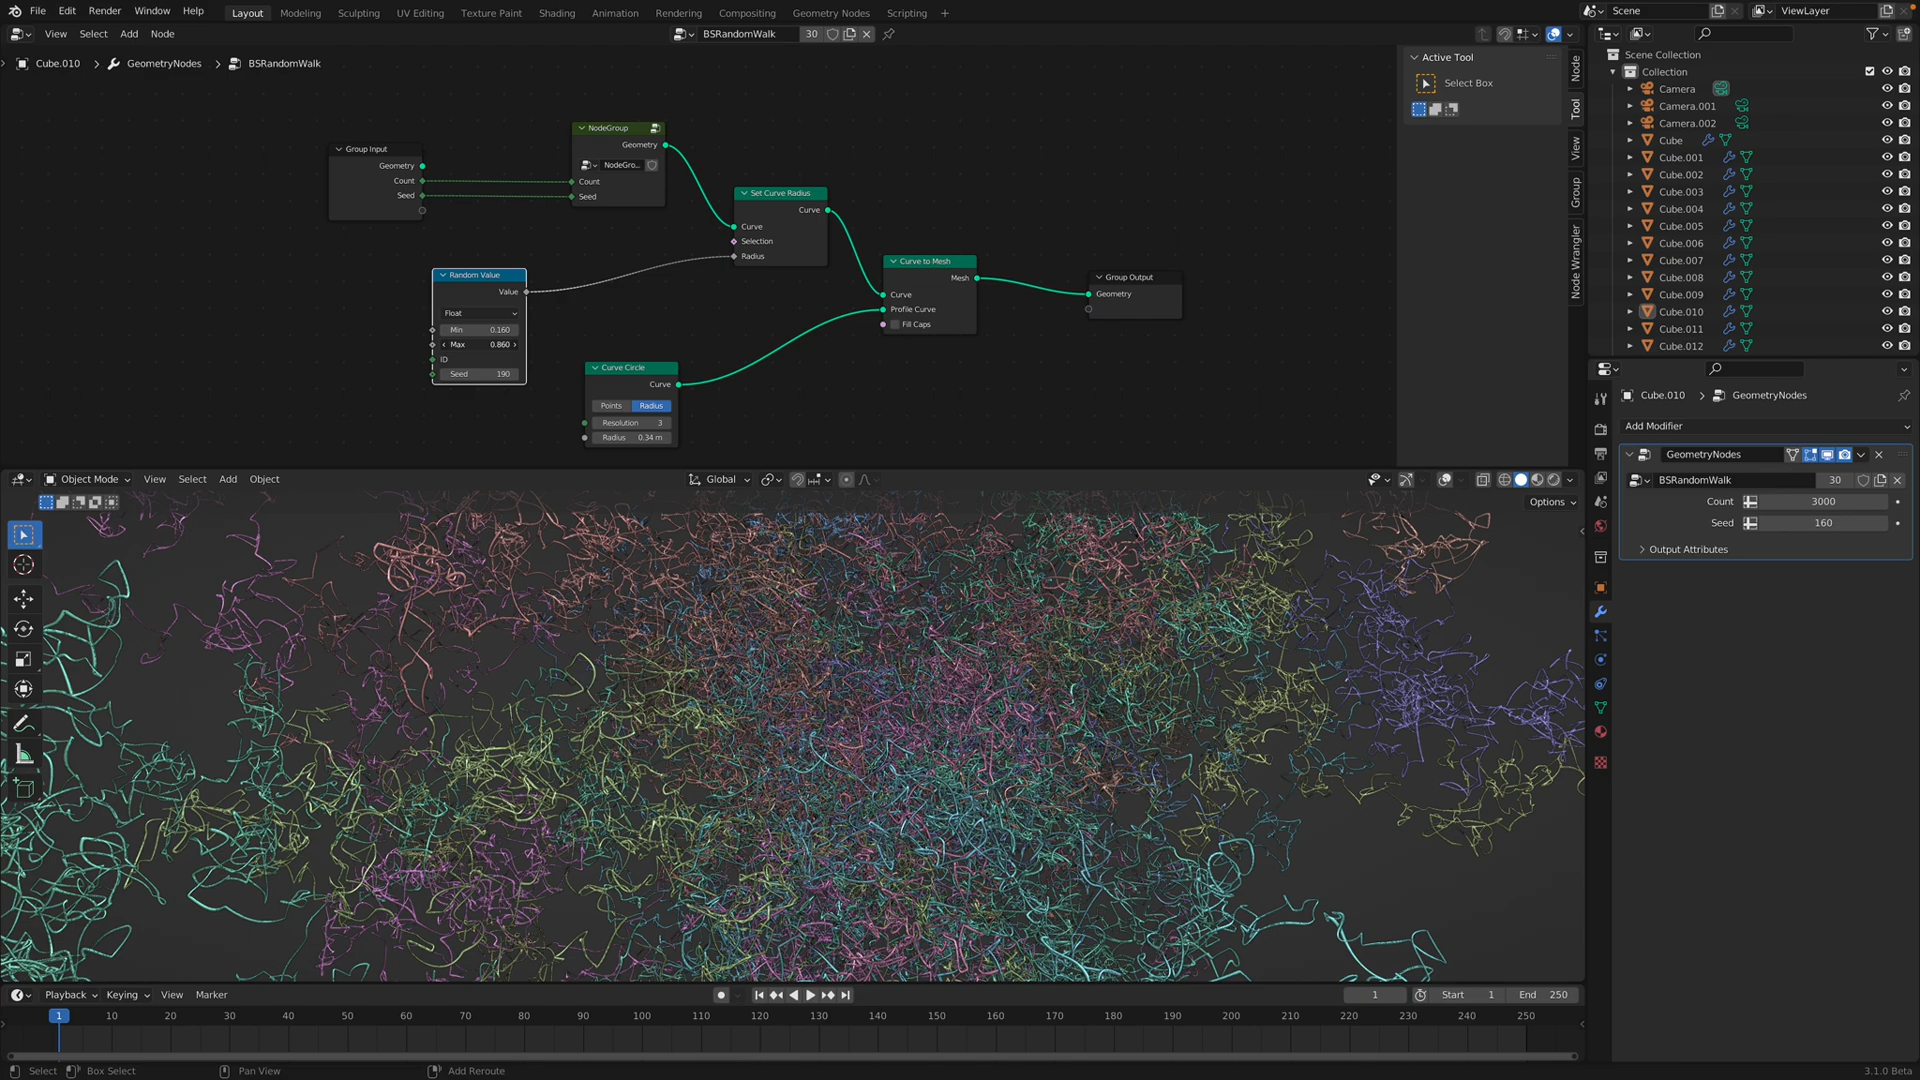 File Edit Render Window Help Layout Modeling Sculpting UV Editing Texture Paint Shading Animation Rendering Compositing Geometry Nodes Scripting + Scene ViewLayer
View Select Add Node BSRandomWalk 30
Cube.010 > GeometryNodes > BSRandomWalk
Group Input
Geometry
Count
Seed
NodeGroup
Geometry
NodeGro...
Count
Seed
Set Curve Radius
Curve
Curve
Selection
Radius
Random Value
Value
Float
Min 0.160
Max 0.860
ID
Seed 190
Curve Circle
Curve
Points Radius
Resolution 3
Radius 0.34 m
Curve to Mesh
Mesh
Curve
Profile Curve
Fill Caps
Group Output
Geometry
Active Tool
Select Box
Node
Tool
View
Group
Node Wrangler
Scene Collection
Collection
Camera
Camera.001
Camera.002
Cube
Cube.001
Cube.002
Cube.003
Cube.004
Cube.005
Cube.006
Cube.007
Cube.008
Cube.009
Cube.010
Cube.011
Cube.012
Cube.010 > GeometryNodes
Add Modifier
GeometryNodes
BSRandomWalk 30
Count 3000
Seed 160
Output Attributes
Object Mode View Select Add Object Global
Options
Playback Keying View Marker 1 Start 1 End 250
1 10 20 30 40 50 60 70 80 90 100 110 120 130 140 150 160 170 180 190 200 210 220 230 240 250
Select Box Select Pan View Add Reroute 3.1.0 Beta